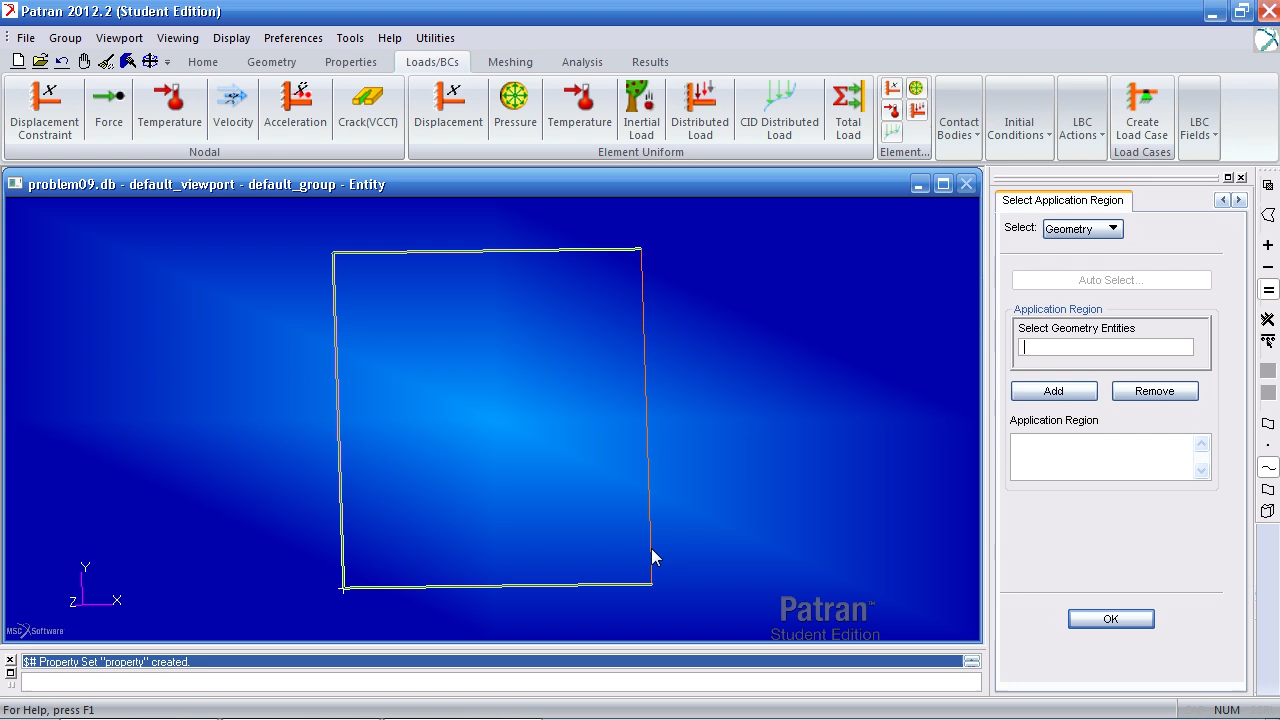 Patran 2012.2 (Student Edition)
File Group Viewport Viewing Display Preferences Tools Help Utilities
Home Geometry Properties Loads/BCs Meshing Analysis Results
Displacement Constraint
Force
Temperatu
elocity
Acceleration
Crack(VCCT)
Displacement
Pressure
Temperature
Inertial Load
Distributed Load
CID Distributed Load
Total Load
Contact Bodies
Initial Conditions
LBC Actions
Create Load Case
LBC Fields
Nodal
Element Uniform
Element...
Load Cases
problem09.db - default_viewport - default_group - Entity
Select Application Region
Select: Geometry
Auto Select...
Application Region
Select Geometry Entities
Add Remove
Application Region
OK
Y
Z X
MSC Software
Patran™
Student Edition
$# Property Set "property" created.
For Help, press F1
NUM